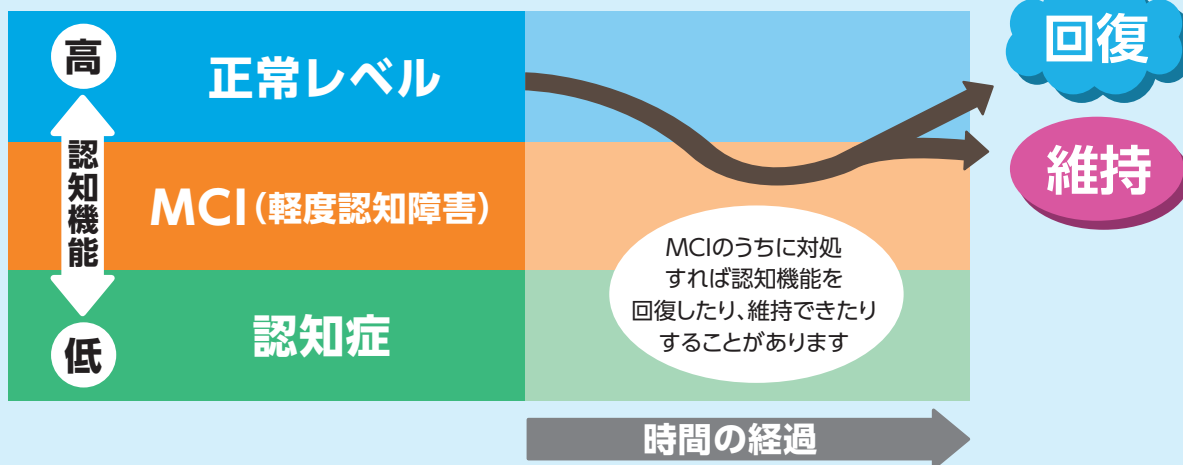 高
認知機能
低
正常レベル
MCI(軽度認知障害)
認知症
MCIのうちに対処
すれば認知機能を
回復したり、維持できたり
することがあります
回復
維持
時間の経過